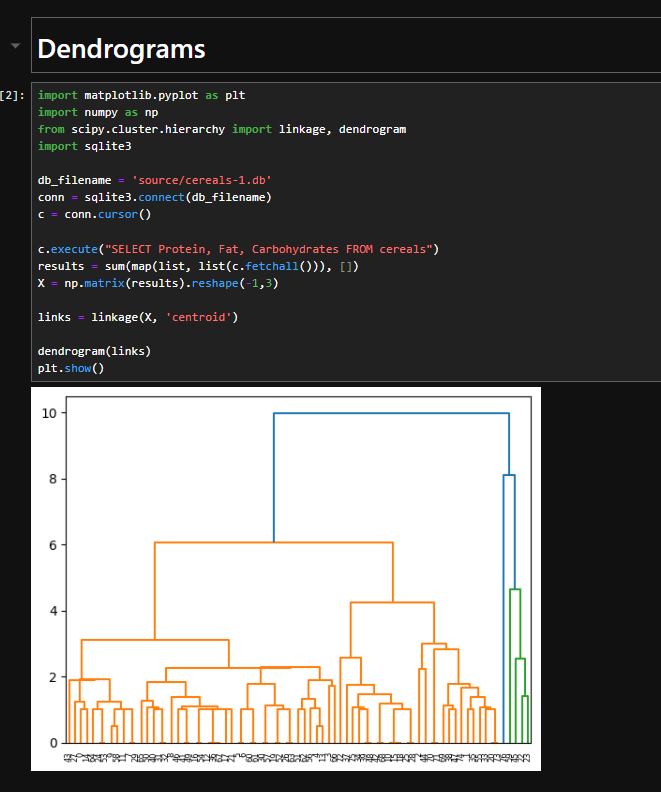 Dendrograms
[2]:
import matplotlib.pyplot as plt
import numpy as np
from scipy.cluster.hierarchy import linkage, dendrogram
import sqlite3
db_filename = 'source/cereals-1.db'
conn = sqlite3.connect(db_filename)
c = conn.cursor()
c.execute("SELECT Protein, Fat, Carbohydrates FROM cereals")
results = sum(map(list, list(c.fetchall())), [])
X = np.matrix(results).reshape(-1,3)
links = linkage(X, 'centroid')
dendrogram(links)
plt.show()
10
8
6
4
2
0